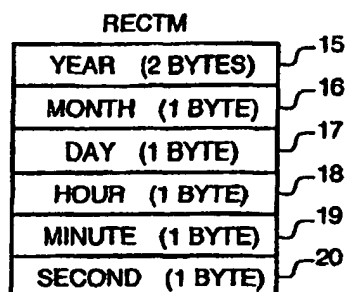 RECTM
YEAR (2 BYTES) 15
MONTH (1 BYTE) 16
DAY (1 BYTE) 17
HOUR (1 BYTE) 18
MINUTE (1 BYTE) 19
SECOND (1 BYTE) 20